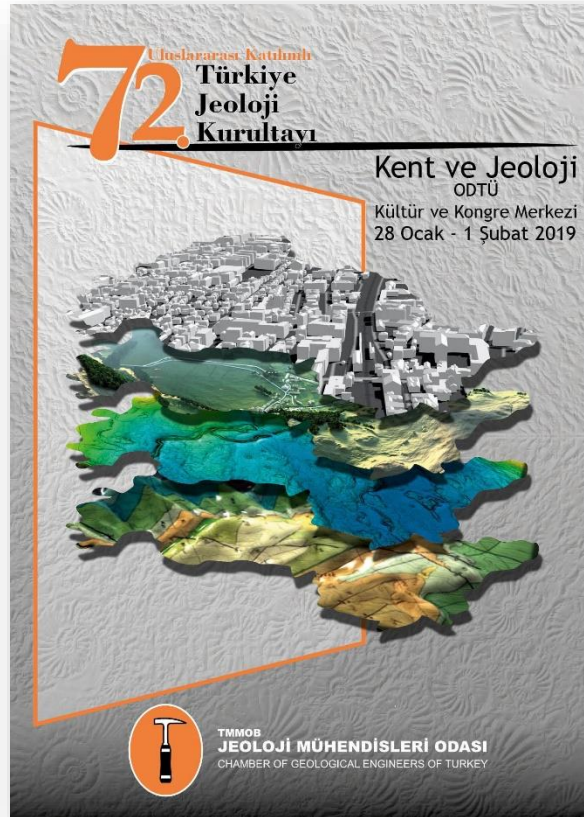 72.
Uluslararası Katılımlı
Türkiye
Jeoloji
Kurultayı
Kent ve Jeoloji
ODTÜ
Kültür ve Kongre Merkezi
28 Ocak - 1 Şubat 2019
TMMOB
JEOLOJİ MÜHENDİSLERİ ODASI
CHAMBER OF GEOLOGICAL ENGINEERS OF TURKEY